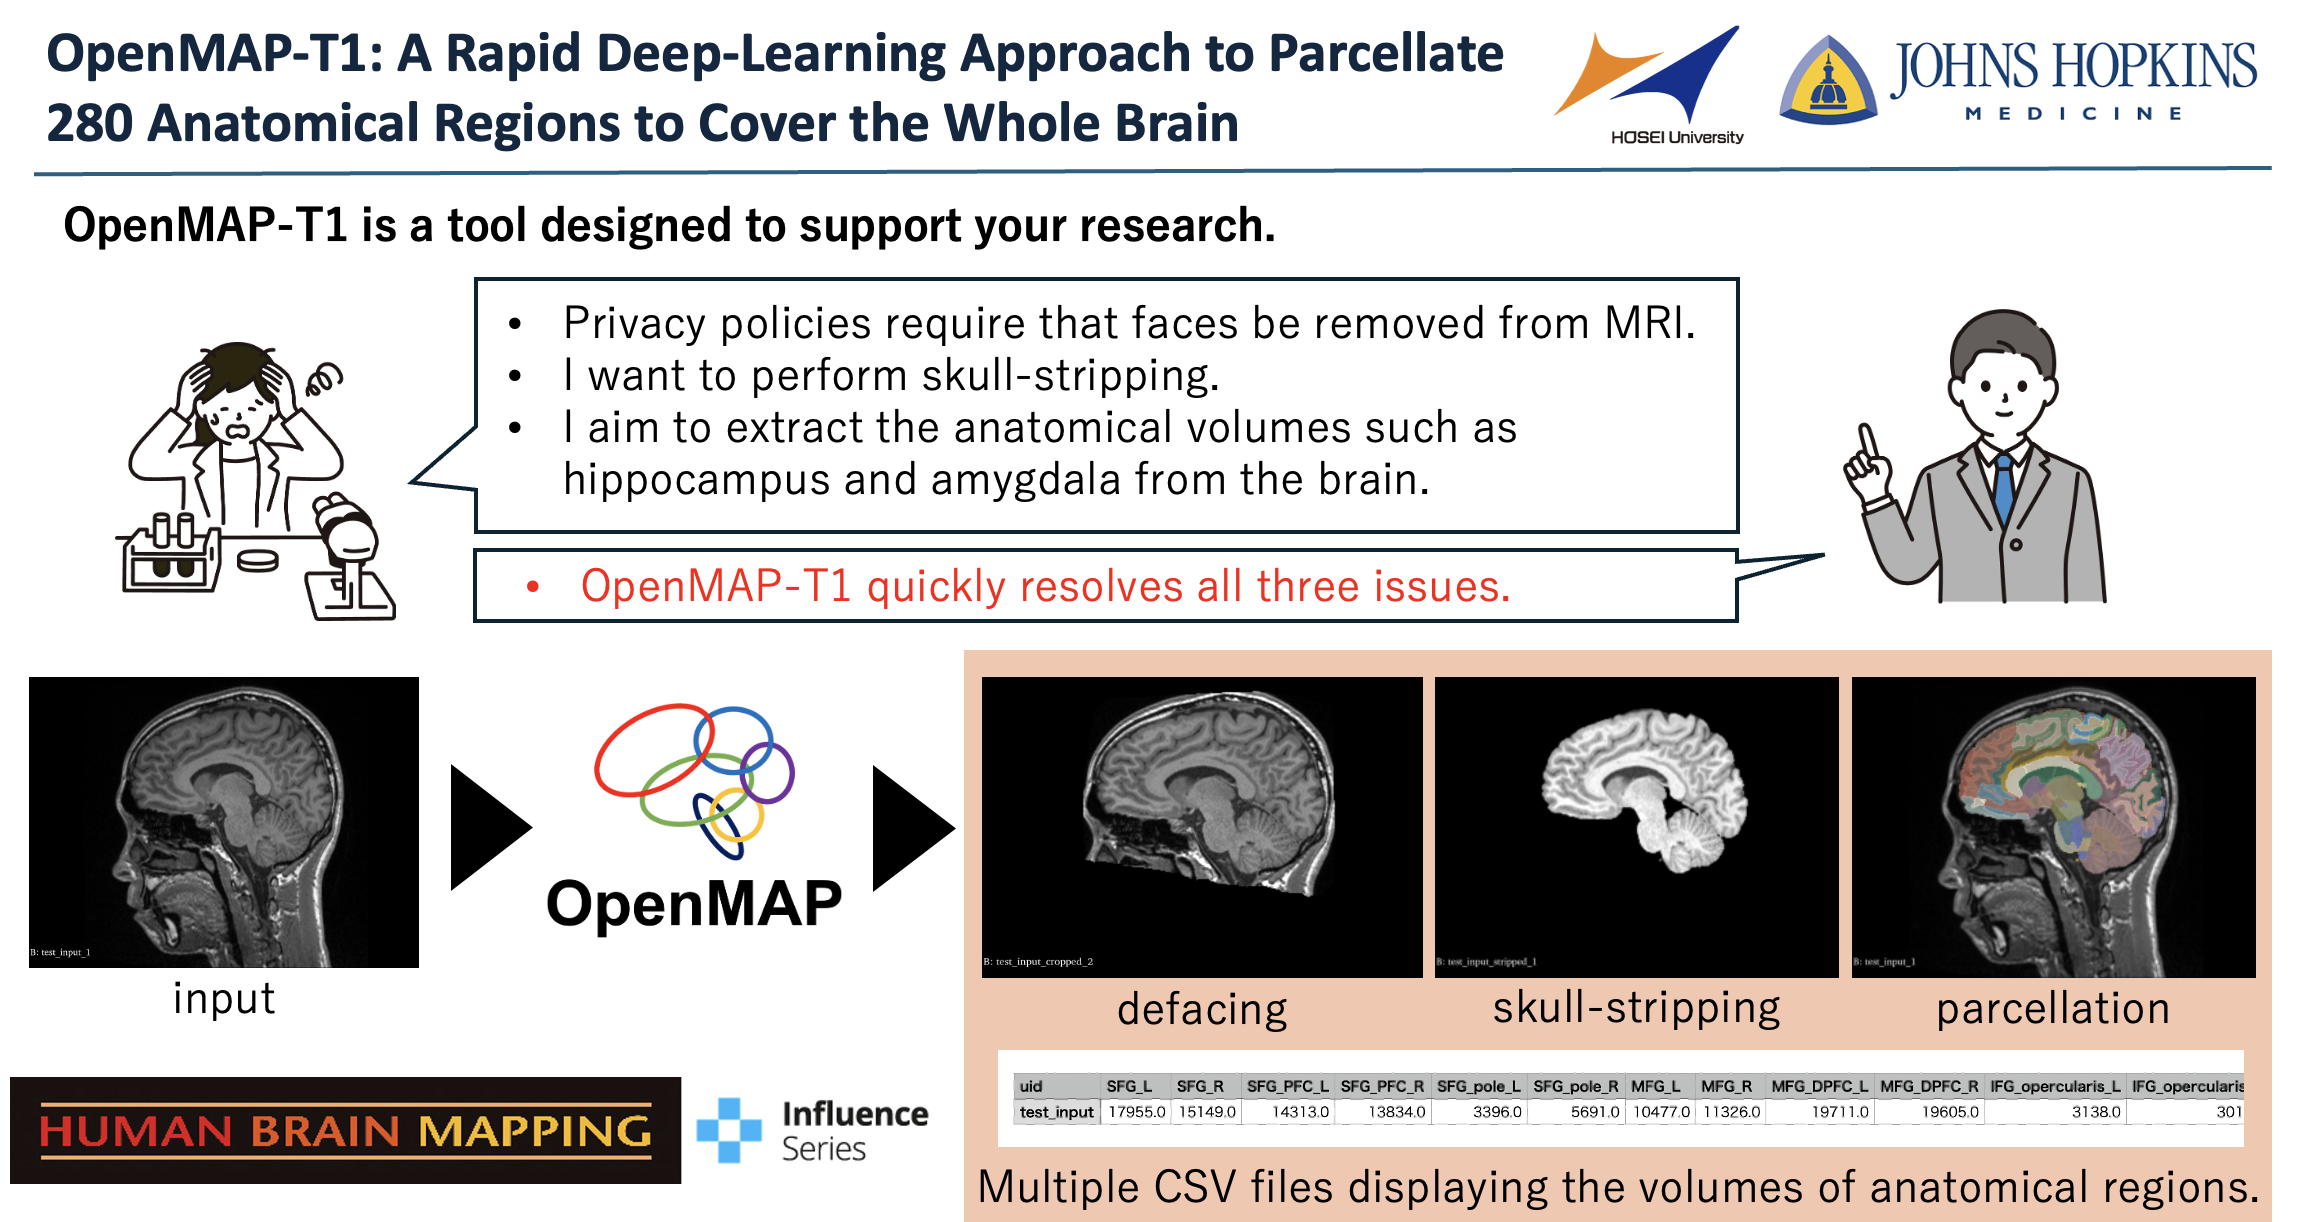 OpenMAP-T1: A Rapid Deep-Learning Approach to Parcellate
280 Anatomical Regions to Cover the Whole Brain
HOSEI University
JOHNS HOPKINS
MEDICINE
OpenMAP-T1 is a tool designed to support your research.
• Privacy policies require that faces be removed from MRI.
• I want to perform skull-stripping.
• I aim to extract the anatomical volumes such as
hippocampus and amygdala from the brain.
• OpenMAP-T1 quickly resolves all three issues.
B: test_input_1
input
OpenMAP
B: test_input_cropped_2
defacing
B: test_input_stripped_1
skull-stripping
B: test_input_1
parcellation
uid SFG_L SFG_R SFG_PFC_L SFG_PFC_R SFG_pole_L SFG_pole_R MFG_L MFG_R MFG_DPFC_L MFG_DPFC_R IFG_opercularis_L IFG_opercularis
test_input 17955.0 15149.0 14313.0 13834.0 3396.0 5691.0 10477.0 11326.0 19711.0 19605.0 3138.0 301
Multiple CSV files displaying the volumes of anatomical regions.
HUMAN BRAIN MAPPING
Influence
Series